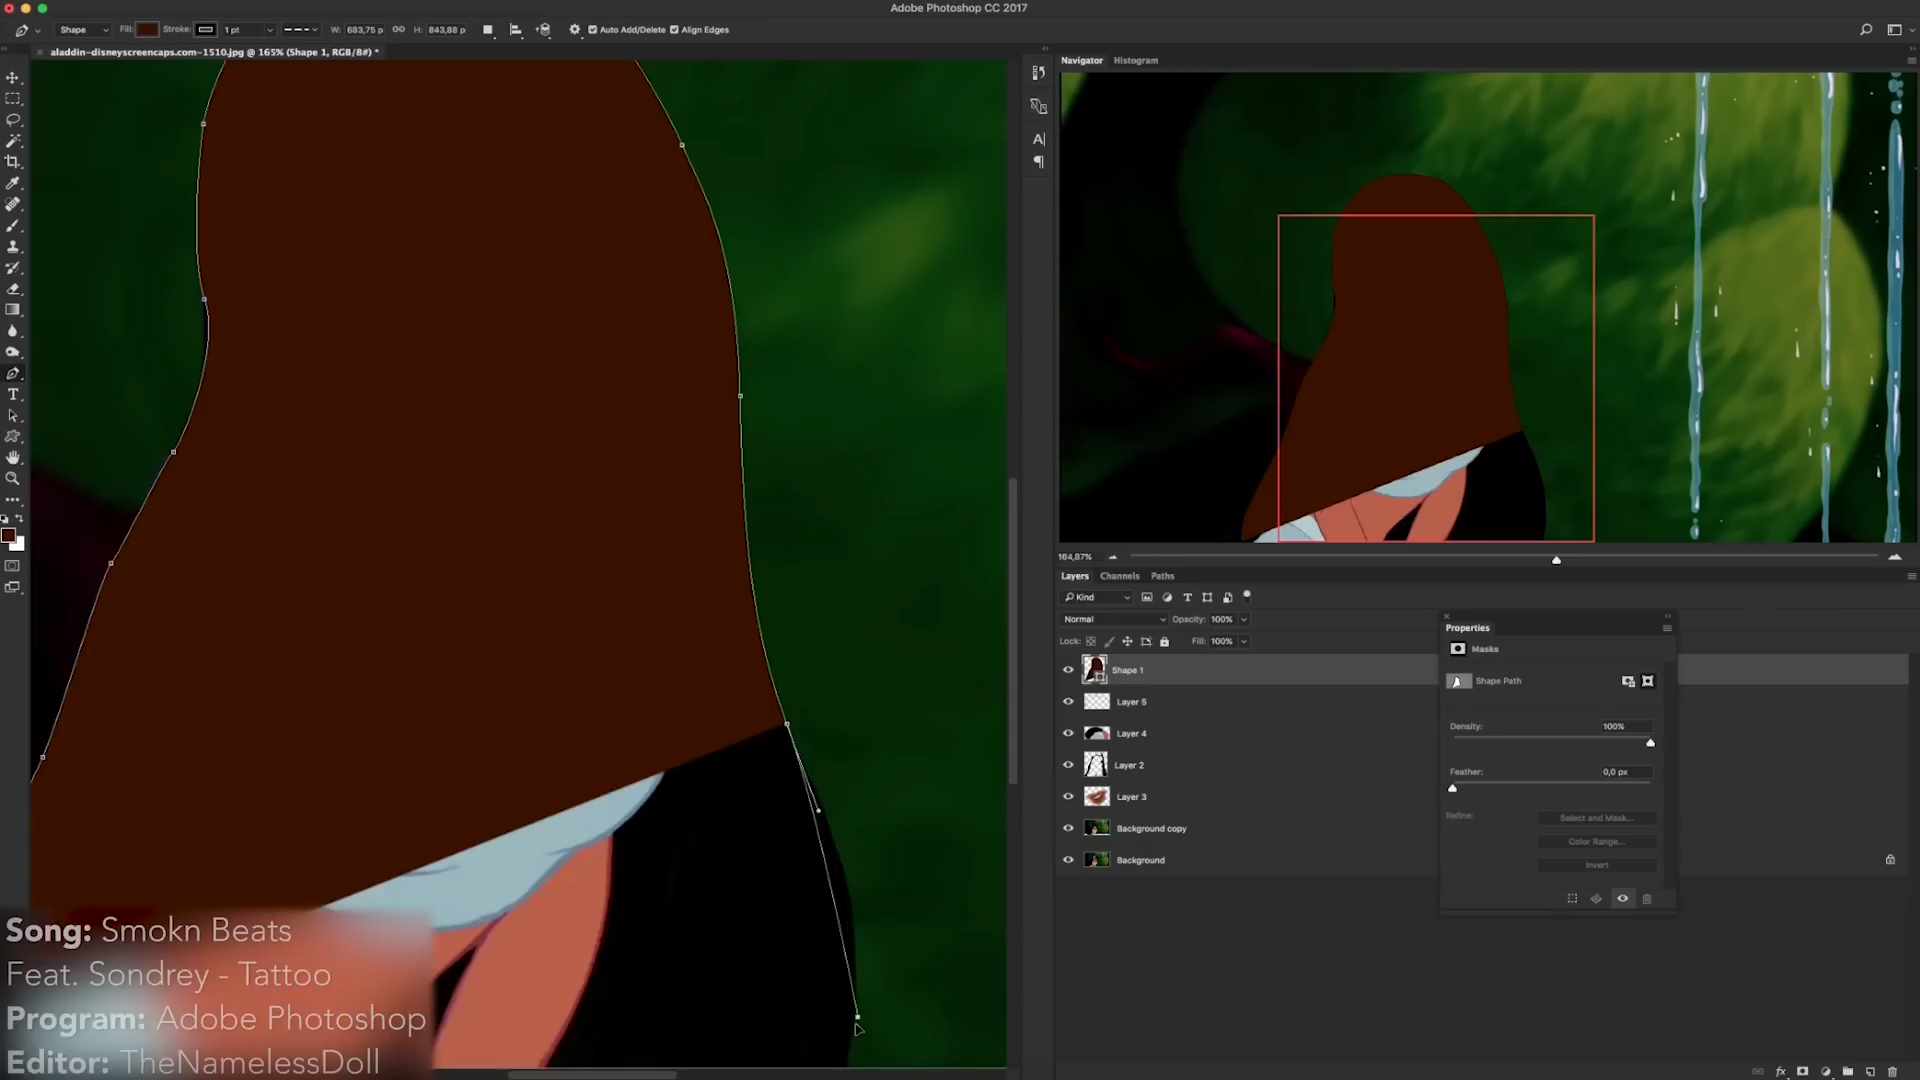 Adobe Photoshop CC 2017
Shape Fill: Stroke: 1 pt W: 683,75 p H: 843,88 p Auto Add/Delete Align Edges
aladdin-disneyscreencaps.com-1510.jpg @ 165% (Shape 1, RGB/8#) *
Navigator Histogram
164,87%
Layers Channels Paths
Kind
Normal Opacity: 100%
Lock: Fill: 100%
Shape 1
Layer 5
Layer 4
Layer 2
Layer 3
Background copy
Background
Properties
Masks
Shape Path
Density: 100%
Feather: 0,0 px
Refine: Select and Mask...
Color Range...
Invert
Song: Smokn Beats
Feat. Sondrey - Tattoo
Program: Adobe Photoshop
Editor: TheNamelessDoll